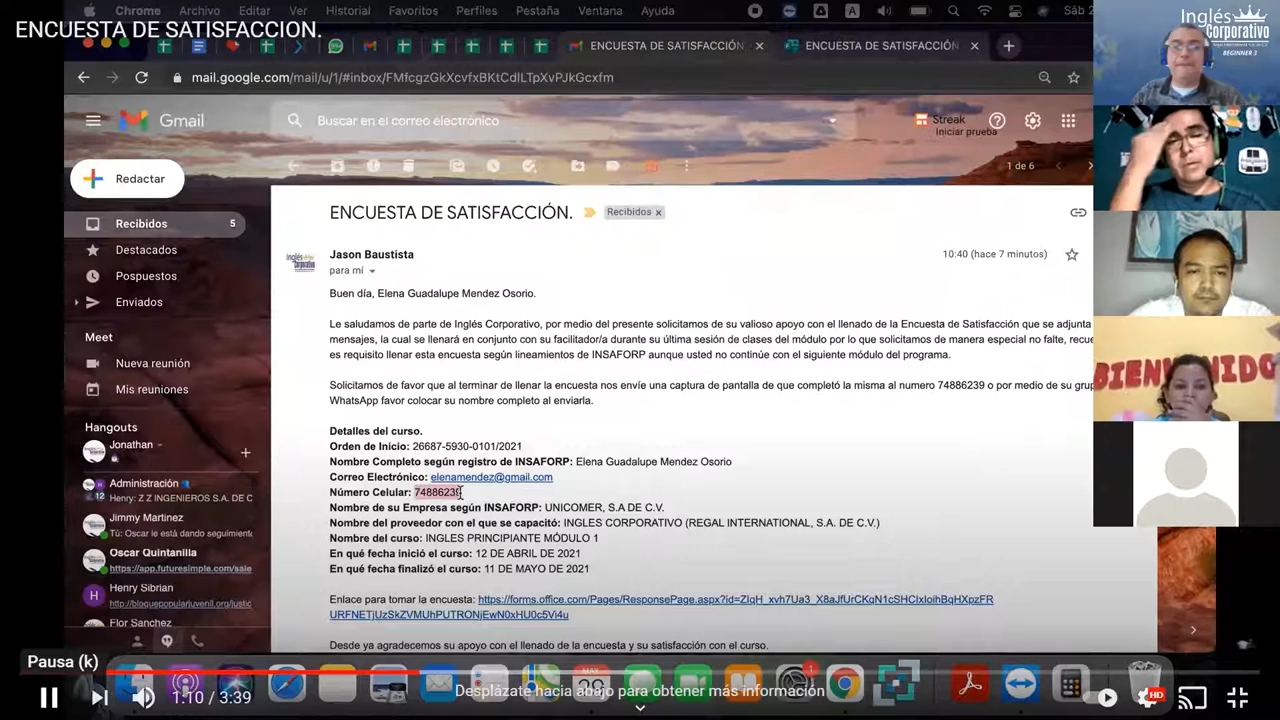 Chrome Archivo Editar Ver Historial Favoritos Perfiles Pestaña Ventana Ayuda
ENCUESTA DE SATISFACCION.
ENCUESTA DE SATISFACCIÓN × ENCUESTA DE SATISFACCIÓN ×
mail.google.com/mail/u/1/#inbox/FMfcgzGkXcvfxBKtCdlLTpXvPJkGcxfm
Inglés
Corporativo
BEGINNER 3
Gmail
Buscar en el correo electrónico
Streak
Iniciar prueba
1 de 6
Redactar
Recibidos 5
Destacados
Pospuestos
Enviados
Meet
Nueva reunión
Mis reuniones
Hangouts
Jonathan
Administración
12 Henry: Z Z INGENIEROS S.A. DE C
Jimmy Martinez
Tú: Oscar le está dando seguimiento
Oscar Quintanilla
https://app.futuresimple.com/sale
Henry Sibrian
http://bloquepopularjuvenil.org/justic
Flor Sanchez
ENCUESTA DE SATISFACCIÓN. Recibidos x
Jason Baustista 10:40 (hace 7 minutos)
para mí
Buen día, Elena Guadalupe Mendez Osorio.
Le saludamos de parte de Inglés Corporativo, por medio del presente solicitamos de su valioso apoyo con el llenado de la Encuesta de Satisfacción que se adjunta
mensajes, la cual se llenará en conjunto con su facilitador/a durante su última sesión de clases del módulo por lo que solicitamos de manera especial no falte, recue
es requisito llenar esta encuesta según lineamientos de INSAFORP aunque usted no continúe con el siguiente módulo del programa.
Solicitamos de favor que al terminar de llenar la encuesta nos envíe una captura de pantalla de que completó la misma al numero 74886239 o por medio de su grup
WhatsApp favor colocar su nombre completo al enviarla.
Detalles del curso.
Orden de Inicio: 26687-5930-0101/2021
Nombre Completo según registro de INSAFORP: Elena Guadalupe Mendez Osorio
Correo Electrónico: elenamendez@gmail.com
Número Celular: 74886239
Nombre de su Empresa según INSAFORP: UNICOMER, S.A DE C.V.
Nombre del proveedor con el que se capacitó: INGLES CORPORATIVO (REGAL INTERNATIONAL, S.A. DE C.V.)
Nombre del curso: INGLES PRINCIPIANTE MÓDULO 1
En qué fecha inició el curso: 12 DE ABRIL DE 2021
En qué fecha finalizó el curso: 11 DE MAYO DE 2021
Enlace para tomar la encuesta: https://forms.office.com/Pages/ResponsePage.aspx?id=ZIqH_xvh7Ua3_X8aJfUrCKqN1cSHCIxIoihBqHXpzFR
URFNETjUzSkZVMUhPUTRONjEwN0xHU0c5Vi4u
Desde ya agradecemos su apoyo con el llenado de la encuesta y su satisfacción con el curso.
BIENVENIDO
Pausa (k)
1:10 / 3:39
Desplázate hacia abajo para obtener más información
HD